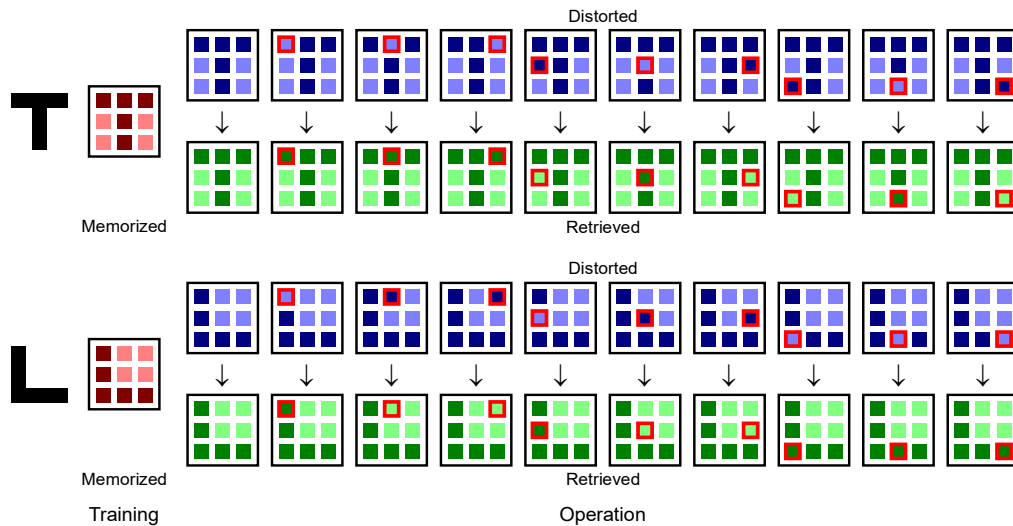 Distorted
Memorized
Retrieved
Distorted
Memorized
Retrieved
Training
Operation